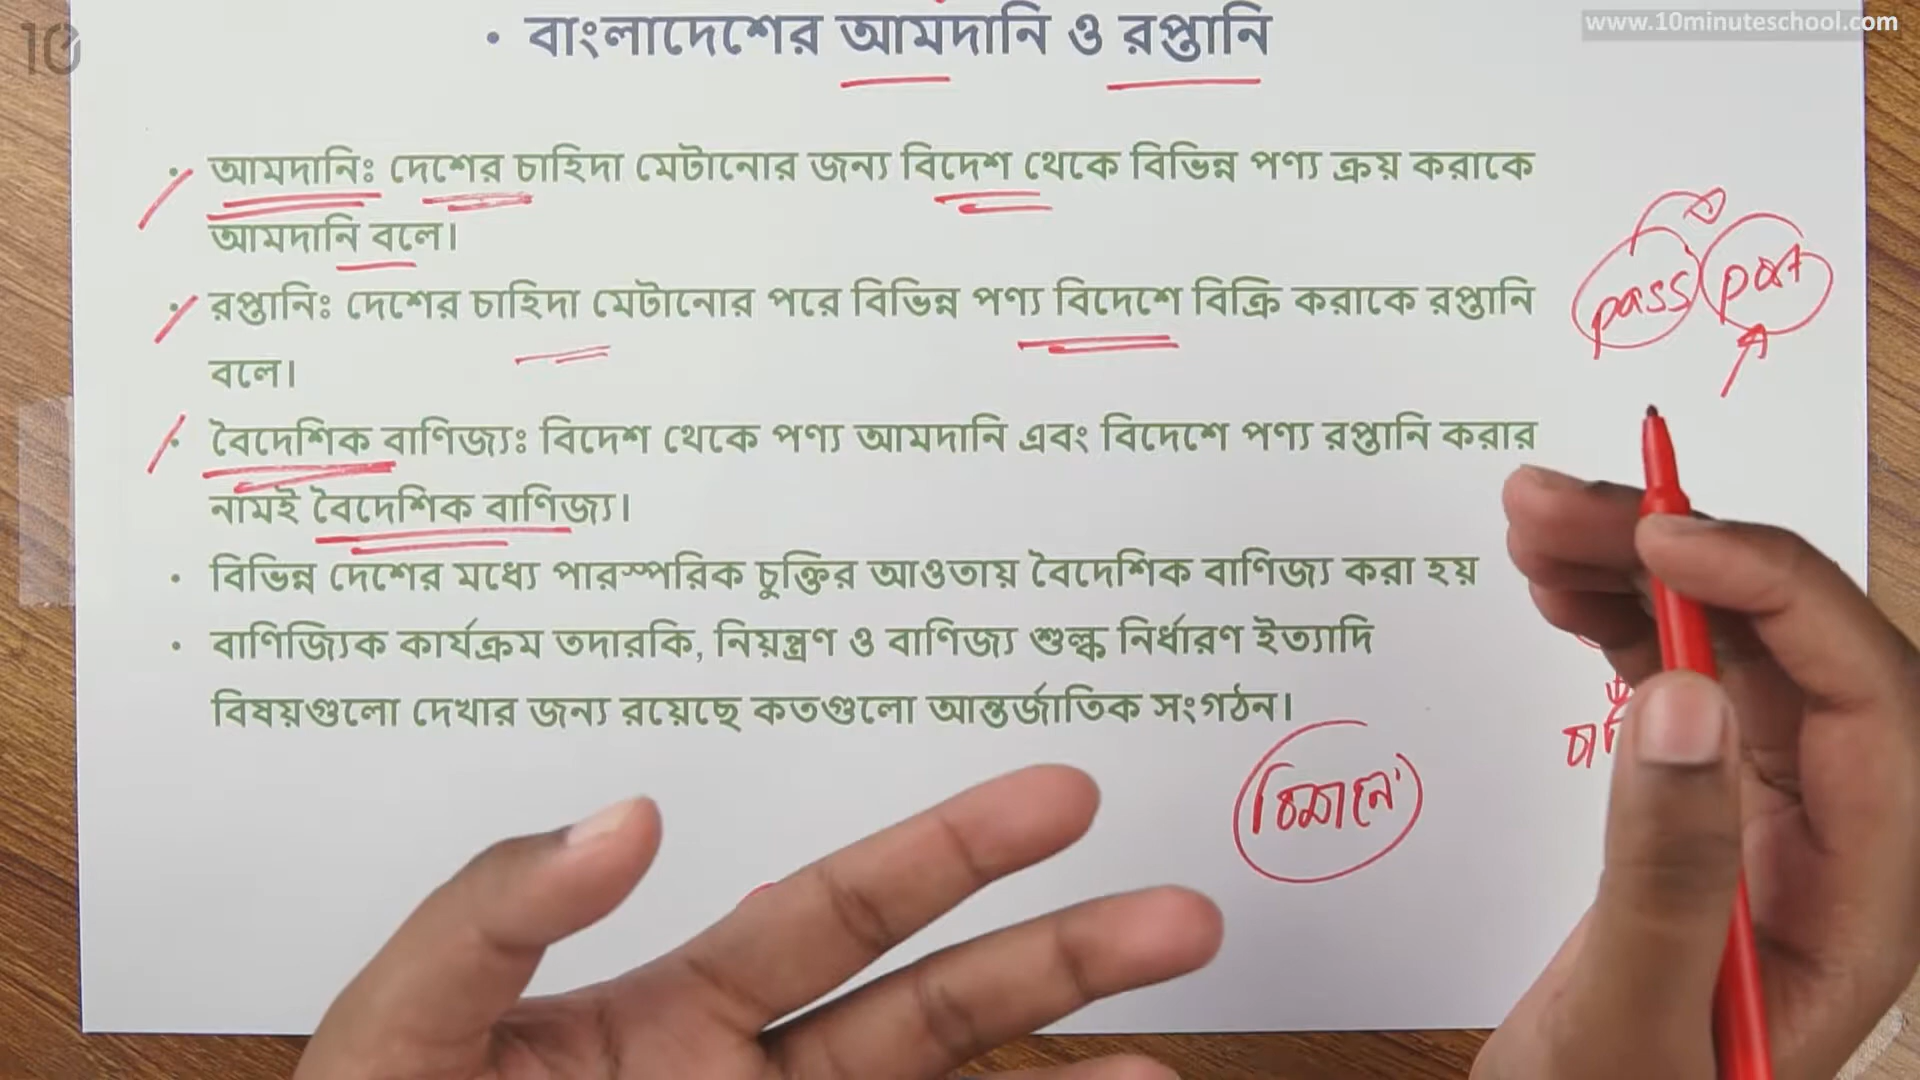 10
www.10minuteschool.com
• বাংলাদেশের আমদানি ও রপ্তানি
• আমদানিঃ দেশের চাহিদা মেটানোর জন্য বিদেশ থেকে বিভিন্ন পণ্য ক্রয় করাকে
আমদানি বলে।
• রপ্তানিঃ দেশের চাহিদা মেটানোর পরে বিভিন্ন পণ্য বিদেশে বিক্রি করাকে রপ্তানি
বলে।
pass port
• বৈদেশিক বাণিজ্যঃ বিদেশ থেকে পণ্য আমদানি এবং বিদেশে পণ্য রপ্তানি করার
নামই বৈদেশিক বাণিজ্য।
• বিভিন্ন দেশের মধ্যে পারস্পরিক চুক্তির আওতায় বৈদেশিক বাণিজ্য করা হয়
• বাণিজ্যিক কার্যক্রম তদারকি, নিয়ন্ত্রণ ও বাণিজ্য শুল্ক নির্ধারণ ইত্যাদি
বিষয়গুলো দেখার জন্য রয়েছে কতগুলো আন্তর্জাতিক সংগঠন।